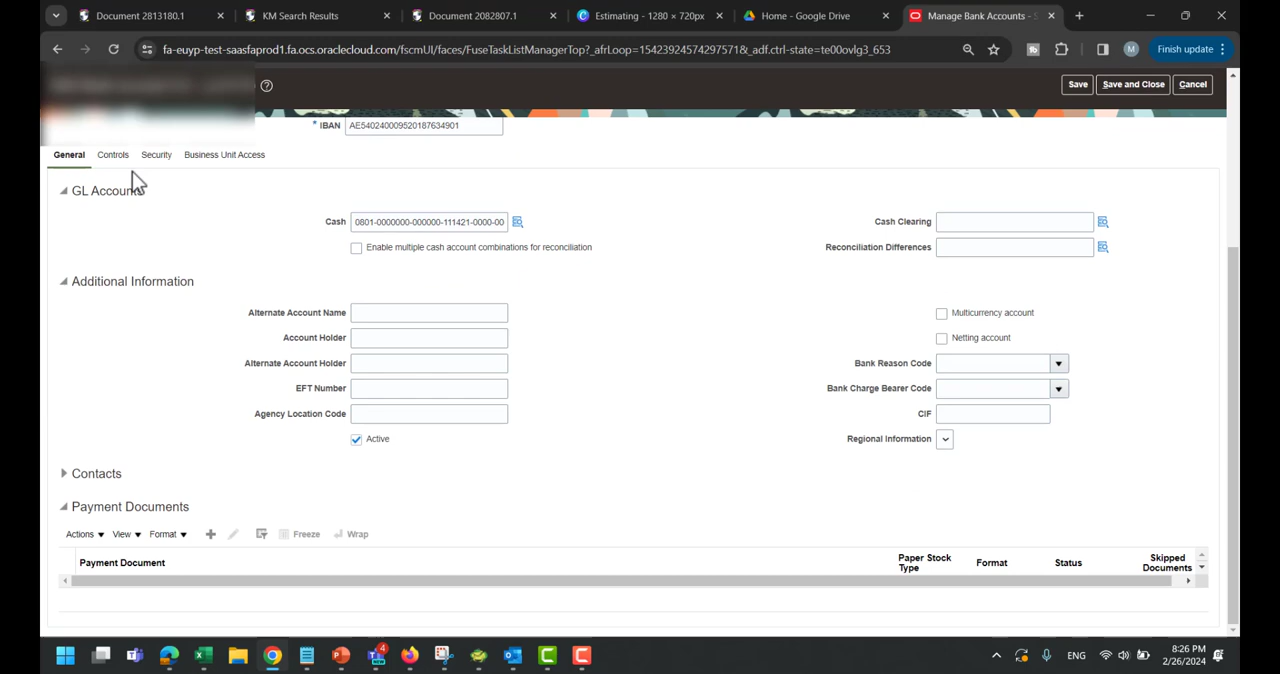 Document 2813180.1
KM Search Results
Document 2082807.1
Estimating - 1280 × 720px
Home - Google Drive
Manage Bank Accounts - S
fa-euyp-test-saasfaprod1.fa.ocs.oraclecloud.com/fscmUI/faces/FuseTaskListManagerTop?_afrLoop=15423924574297571&_adf.ctrl-state=te00ovlg3_653
Finish update
Save
Save and Close
Cancel
* IBAN AE540240009520187634901
General
Controls
Security
Business Unit Access
GL Accounts
Cash 0801-0000000-000000-111421-0000-00
Cash Clearing
Enable multiple cash account combinations for reconciliation
Reconciliation Differences
Additional Information
Alternate Account Name
Multicurrency account
Account Holder
Netting account
Alternate Account Holder
Bank Reason Code
EFT Number
Bank Charge Bearer Code
Agency Location Code
CIF
Active
Regional Information
Contacts
Payment Documents
Actions
View
Format
Freeze
Wrap
Payment Document
Paper Stock Type
Format
Status
Skipped Documents
4
ENG
8:26 PM
2/26/2024